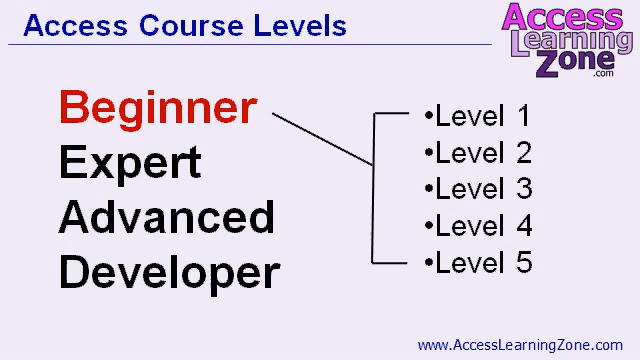 Access Course Levels
Access
Learning
Zone
.com
Beginner
Expert
Advanced
Developer
•Level 1
•Level 2
•Level 3
•Level 4
•Level 5
www.AccessLearningZone.com